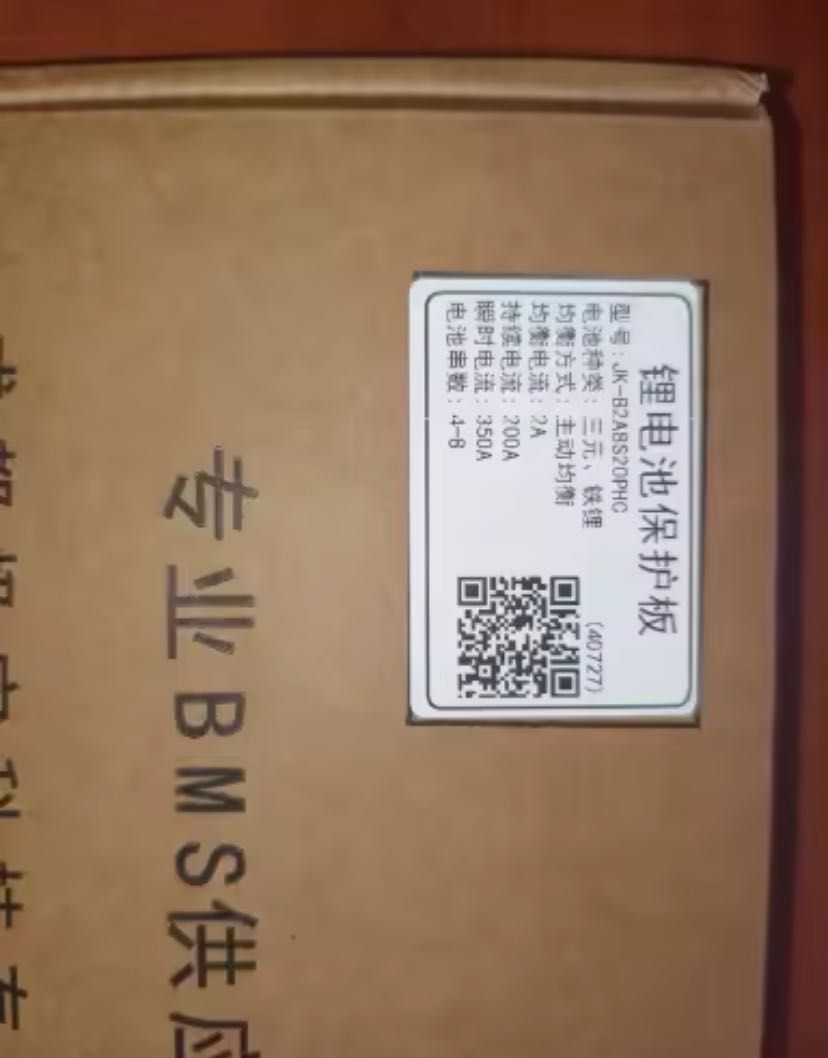 锂电池保护板
型号：JK-B2A8S20PHC
电池种类：三元、铁锂
(40727)
均衡方式：主动均衡
均衡电流：2A
持续电流：200A
瞬时电流：350A
电池串数：4-8
专业BMS供应